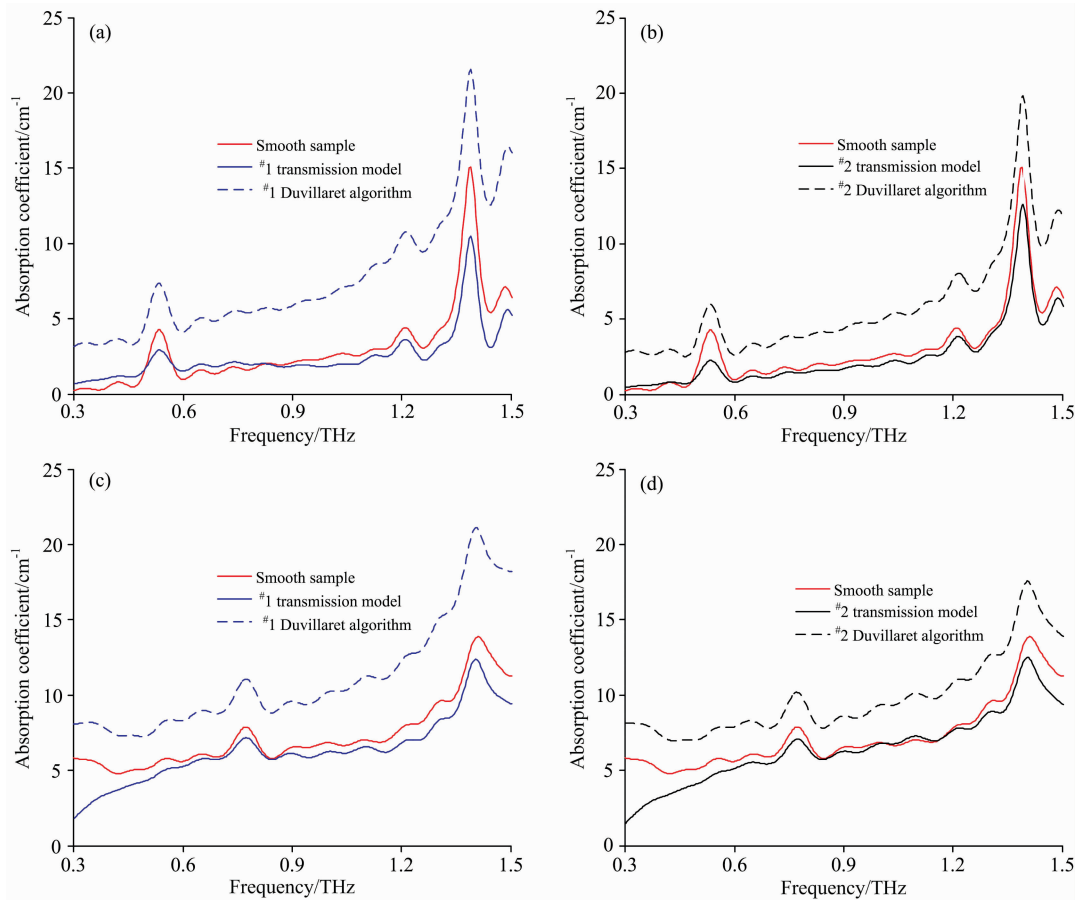 (a)
Absorption coefficient/cm-1
25
20
15
10
5
0
Smooth sample
#1 transmission model
#1 Duvillaret algorithm
0.3 0.6 0.9 1.2 1.5
Frequency/THz
(b)
Absorption coefficient/cm-1
25
20
15
10
5
0
Smooth sample
#2 transmission model
#2 Duvillaret algorithm
0.3 0.6 0.9 1.2 1.5
Frequency/THz
(c)
Absorption coefficient/cm-1
25
20
15
10
5
0
Smooth sample
#1 transmission model
#1 Duvillaret algorithm
0.3 0.6 0.9 1.2 1.5
Frequency/THz
(d)
Absorption coefficient/cm-1
25
20
15
10
5
0
Smooth sample
#2 transmission model
#2 Duvillaret algorithm
0.3 0.6 0.9 1.2 1.5
Frequency/THz